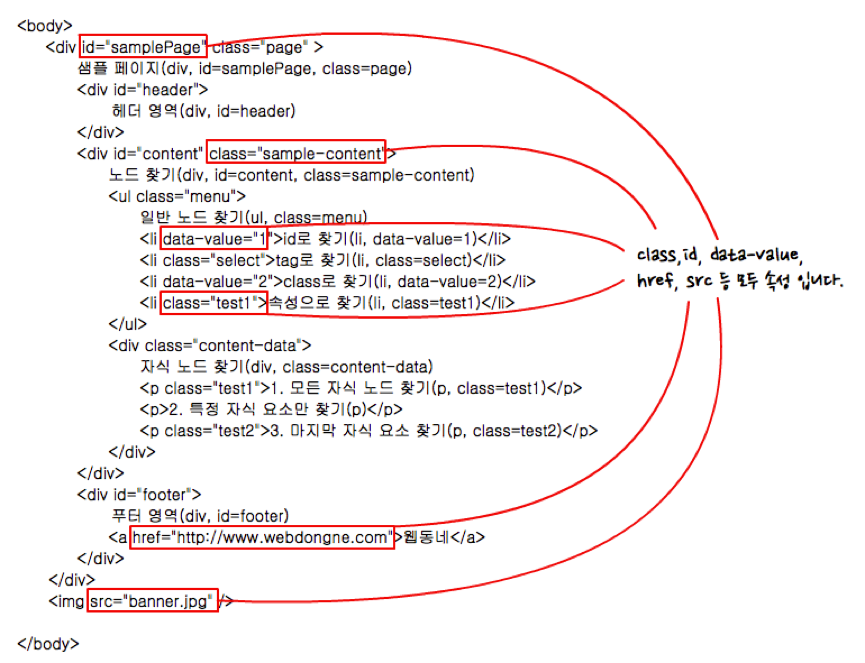 <body>
<div id="samplePage" class="page" >
샘플 페이지(div, id=samplePage, class=page)
<div id="header">
헤더 영역(div, id=header)
</div>
<div id="content" class="sample-content">
노드 찾기(div, id=content, class=sample-content)
<ul class="menu">
일반 노드 찾기(ul, class=menu)
<li data-value="1">id로 찾기(li, data-value=1)</li>
<li class="select">tag로 찾기(li, class=select)</li>
<li data-value="2">class로 찾기(li, data-value=2)</li>
<li class="test1">속성으로 찾기(li, class=test1)</li>
</ul>
<div class="content-data">
자식 노드 찾기(div, class=content-data)
<p class="test1">1. 모든 자식 노드 찾기(p, class=test1)</p>
<p>2. 특정 자식 요소만 찾기(p)</p>
<p class="test2">3. 마지막 자식 요소 찾기(p, class=test2)</p>
</div>
</div>
<div id="footer">
푸터 영역(div, id=footer)
<a href="http://www.webdongne.com">웹동네</a>
</div>
</div>
<img src="banner.jpg" />
</body>
class,id, data-value,
href, src 등 모두 속성 입니다.